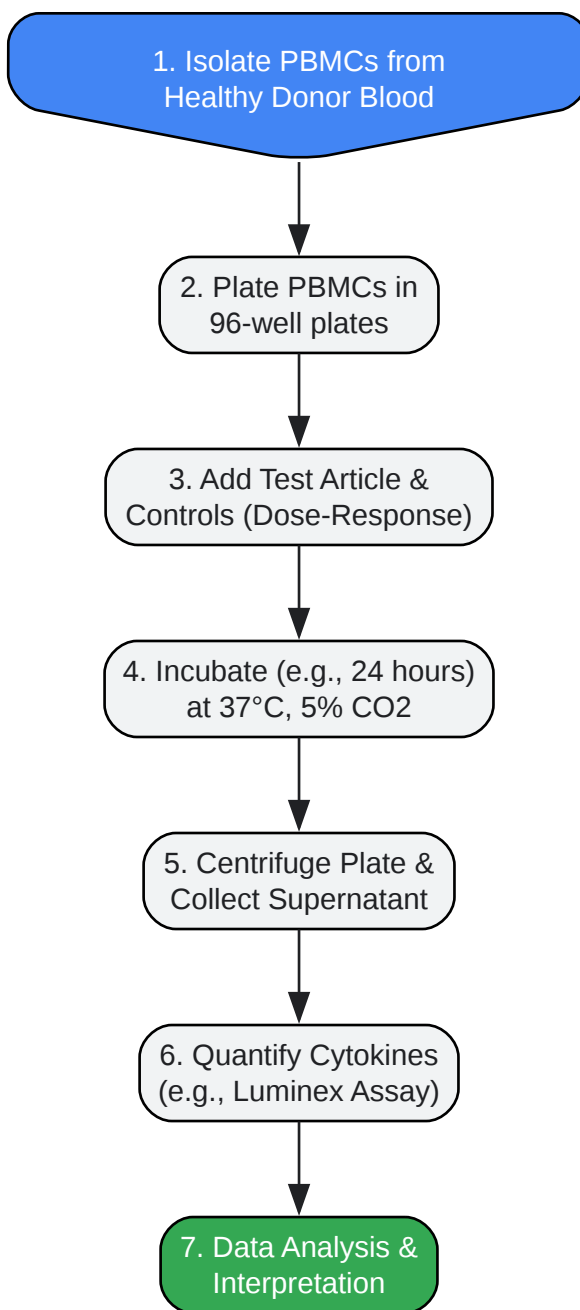 1. Isolate PBMCs from
Healthy Donor Blood
2. Plate PBMCs in
96-well plates
3. Add Test Article &
Controls (Dose-Response)
4. Incubate (e.g., 24 hours)
at 37°C, 5% CO2
5. Centrifuge Plate &
Collect Supernatant
6. Quantify Cytokines
(e.g., Luminex Assay)
7. Data Analysis &
Interpretation